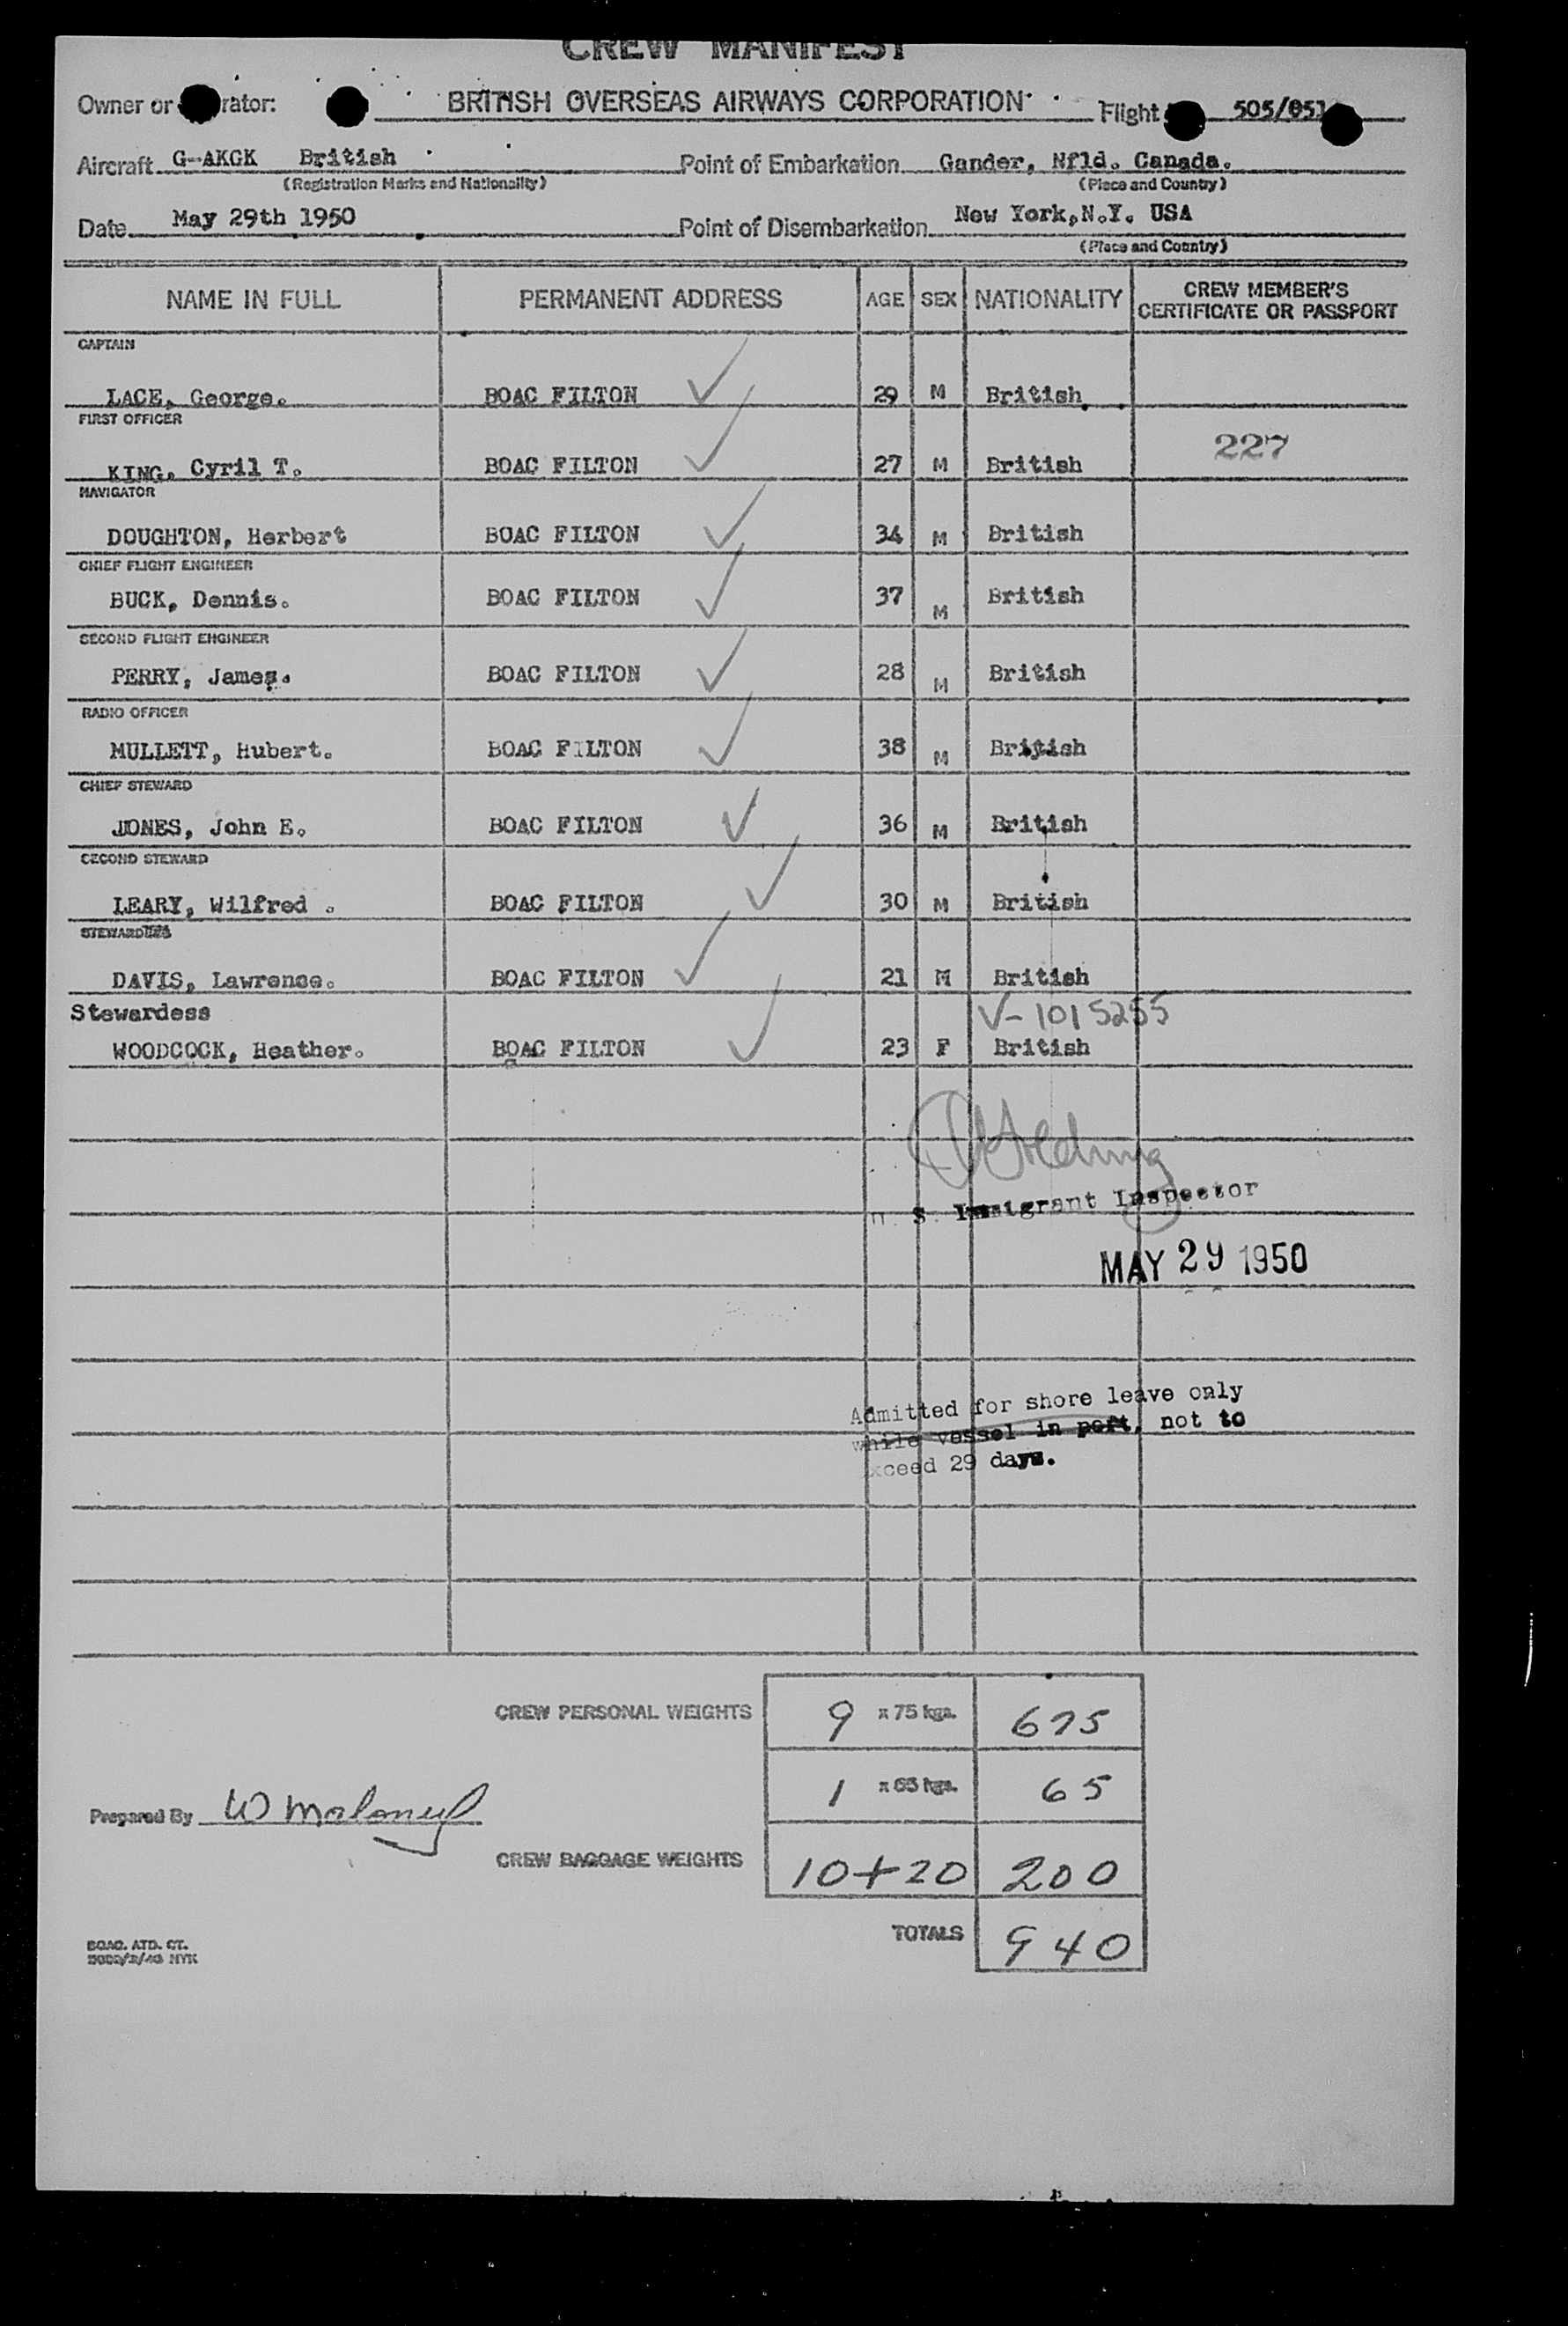 CREW MANIFEST
Owner or rator: BRITISH OVERSEAS AIRWAYS CORPORATION Flight 505/051
Aircraft G-AKGK British Point of Embarkation Gander, Nfld. Canada.
(Registration Marks and Nationality) (Place and Country)
Date May 29th 1950 Point of Disembarkation New York, N.Y. USA
(Place and Country)
NAME IN FULL PERMANENT ADDRESS AGE SEX NATIONALITY CREW MEMBER'S CERTIFICATE OR PASSPORT
CAPTAIN
LACE, George. BOAC FILTON 29 M British
FIRST OFFICER
KING, Cyril T. BOAC FILTON 27 M British 227
NAVIGATOR
DOUGHTON, Herbert BOAC FILTON 34 M British
CHIEF FLIGHT ENGINEER
BUCK, Dennis. BOAC FILTON 37 M British
SECOND FLIGHT ENGINEER
PERRY, James. BOAC FILTON 28 M British
RADIO OFFICER
MULLETT, Hubert. BOAC FILTON 38 M British
CHIEF STEWARD
JONES, John E. BOAC FILTON 36 M British
SECOND STEWARD
LEARY, Wilfred . BOAC FILTON 30 M British
STEWARD
DAVIS, Lawrence. BOAC FILTON 21 M British
Stewardess V-1015255
WOODCOCK, Heather. BOAC FILTON 23 F British
U. S. Immigrant Inspector
MAY 29 1950
Admitted for shore leave only
while vessel in port, not to
exceed 29 days.
CREW PERSONAL WEIGHTS 9 x 75 kgs. 675
1 x 65 kgs. 65
Prepared By W Maloney
CREW BAGGAGE WEIGHTS 10+20 200
TOTALS 940
BOAC. ATD. CT.